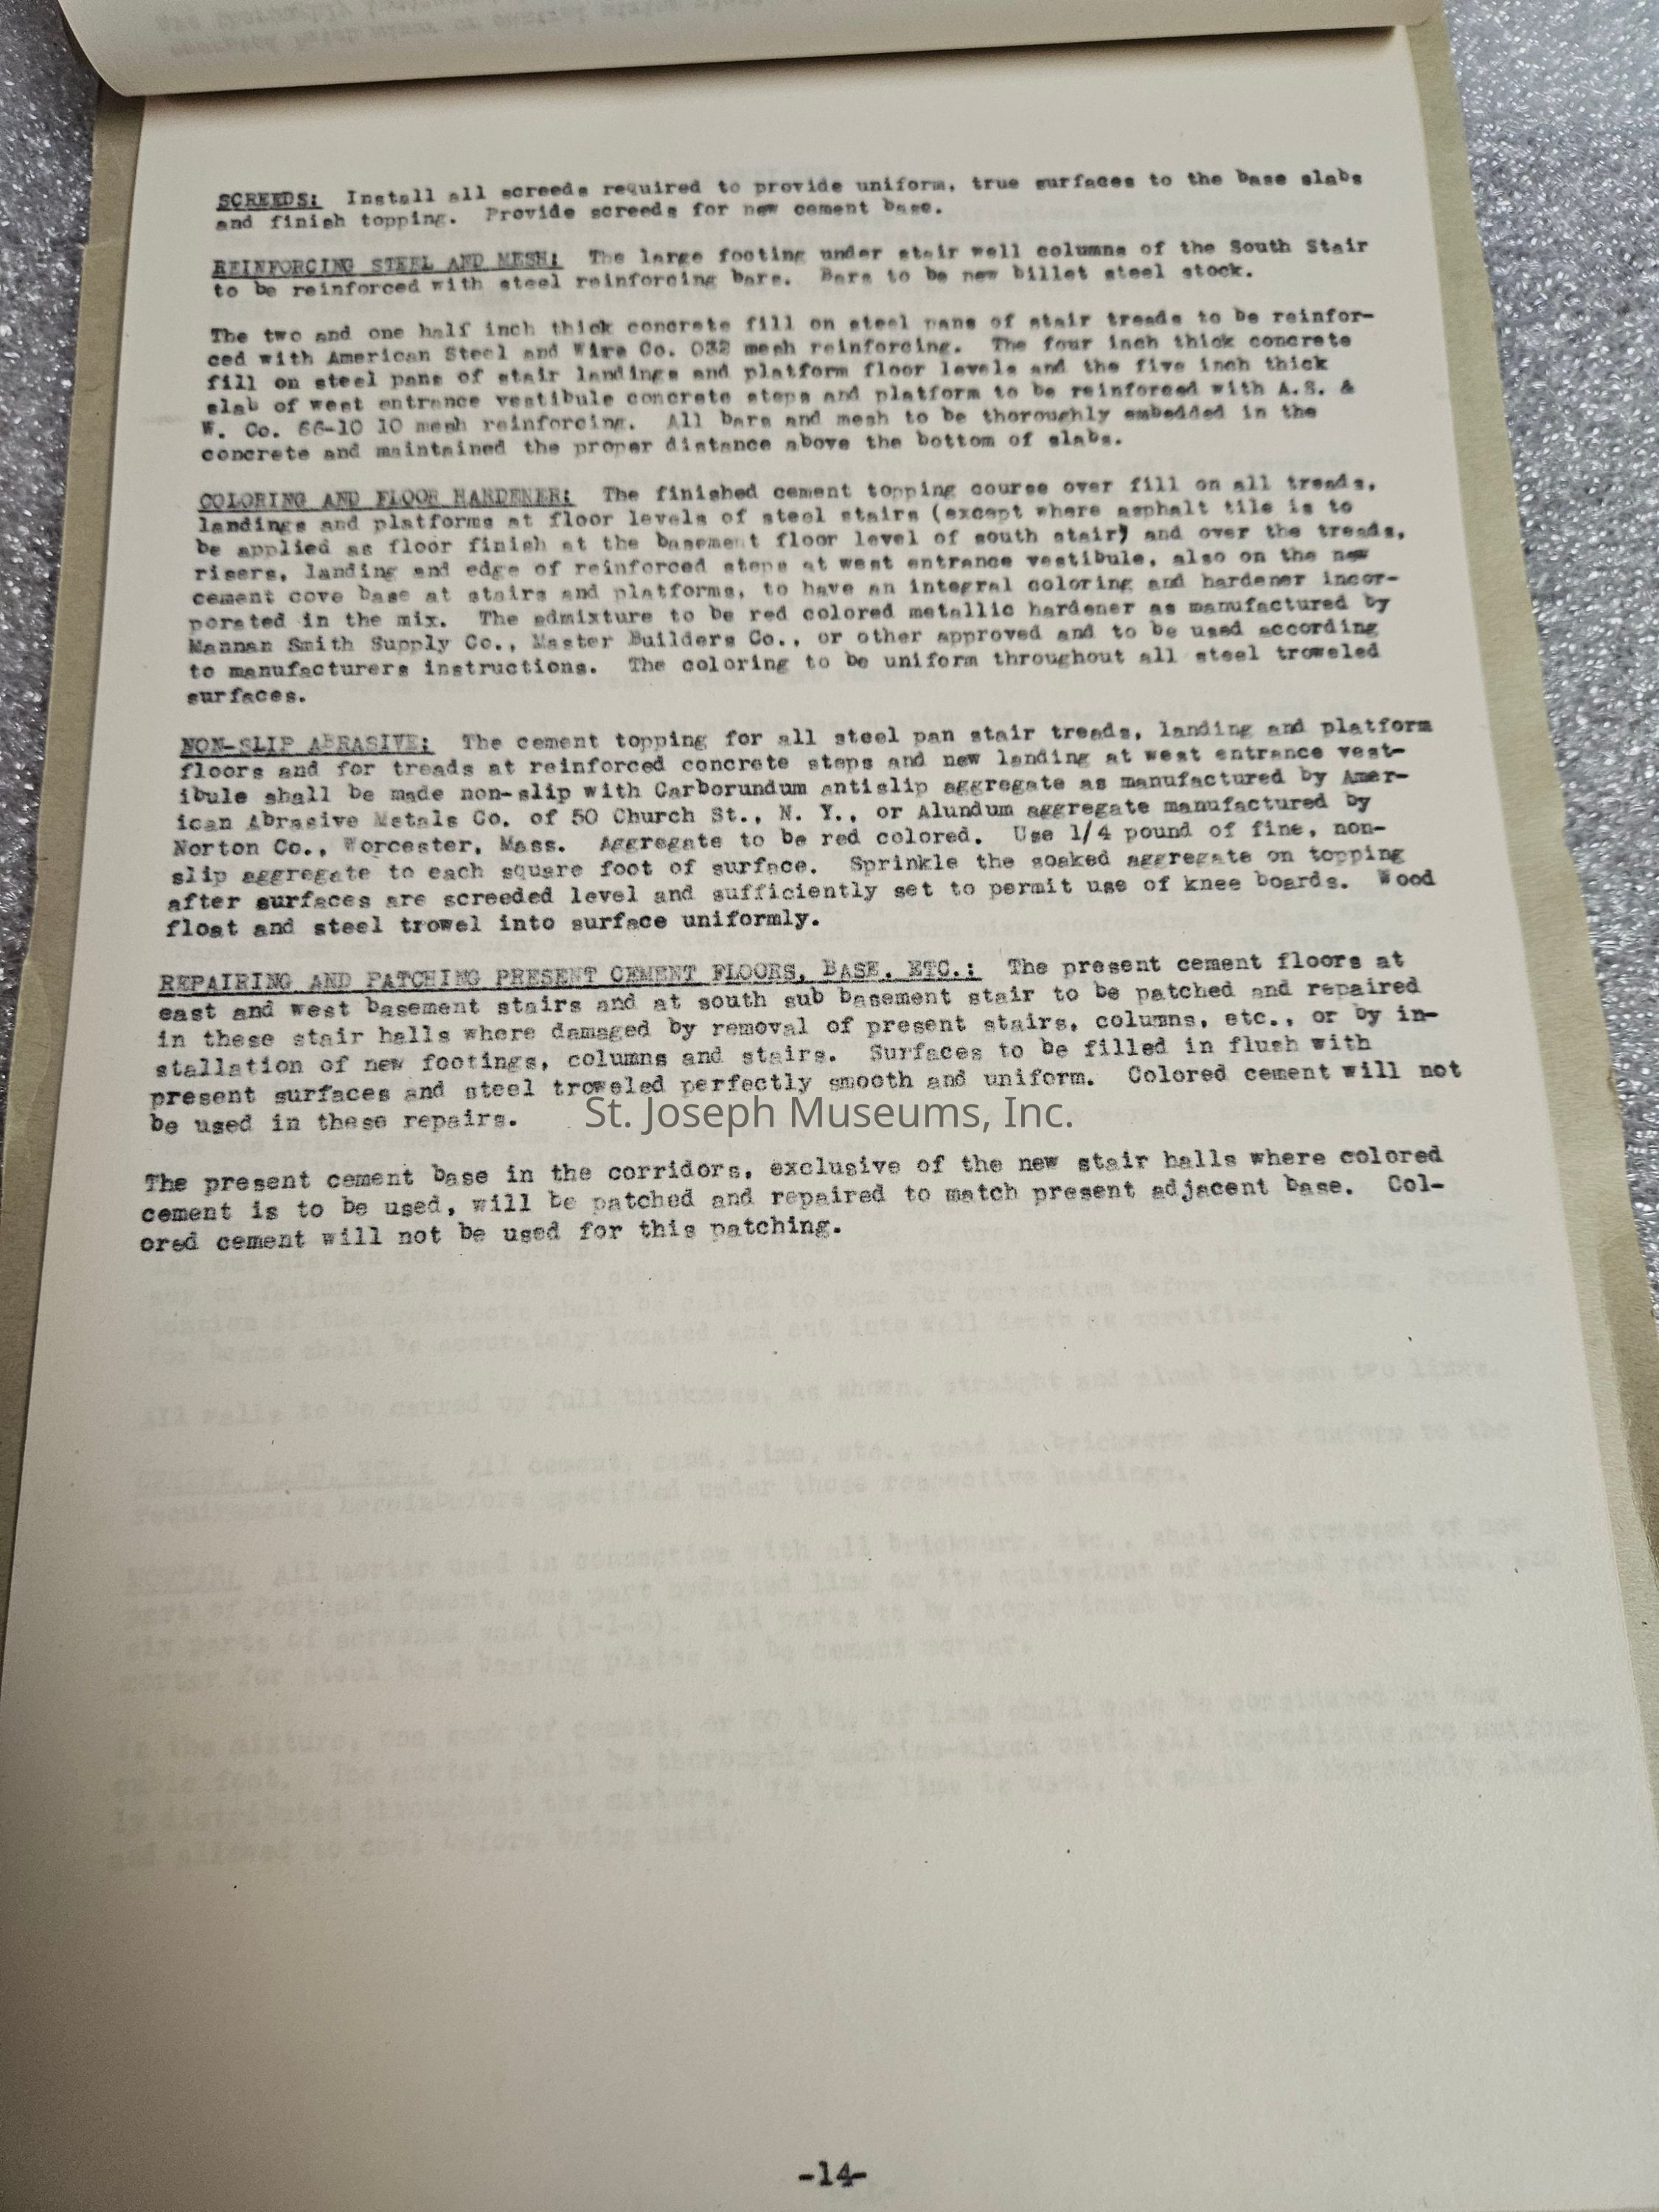 SCREEDS: Install all screeds required to provide uniform, true surfaces to the base slabs
and finish topping. Provide screeds for new cement base.
REINFORCING STEEL AND MESH: The large footing under stair well columns of the South Stair
to be reinforced with steel reinforcing bars. Bars to be new billet steel stock.
The two and one half inch thick concrete fill on steel pans of stair treads to be reinfor-
ced with American Steel and Wire Co. 032 mesh reinforcing. The four inch thick concrete
fill on steel pans of stair landings and platform floor levels and the five inch thick
slab of west entrance vestibule concrete steps and platform to be reinforced with A.S. &
W. Co. 66-10 10 mesh reinforcing. All bars and mesh to be thoroughly embedded in the
concrete and maintained the proper distance above the bottom of slabs.
COLORING AND FLOOR HARDENER: The finished cement topping course over fill on all treads,
landings and platforms at floor levels of steel stairs (except where asphalt tile is to
be applied as floor finish at the basement floor level of south stair) and over the treads,
risers, landing and edge of reinforced steps at west entrance vestibule, also on the new
cement cove base at stairs and platforms, to have an integral coloring and hardener incor-
porated in the mix. The admixture to be red colored metallic hardener as manufactured by
Mannan Smith Supply Co., Master Builders Co., or other approved and to be used according
to manufacturers instructions. The coloring to be uniform throughout all steel troweled
surfaces.
NON-SLIP ABRASIVE: The cement topping for all steel pan stair treads, landing and platform
floors and for treads at reinforced concrete steps and new landing at west entrance vest-
ibule shall be made non-slip with Carborundum antislip aggregate as manufactured by Amer-
ican Abrasive Metals Co. of 50 Church St., N. Y., or Alundum aggregate manufactured by
Norton Co., Worcester, Mass. Aggregate to be red colored. Use 1/4 pound of fine, non-
slip aggregate to each square foot of surface. Sprinkle the soaked aggregate on topping
after surfaces are screeded level and sufficiently set to permit use of knee boards. Wood
float and steel trowel into surface uniformly.
REPAIRING AND PATCHING PRESENT CEMENT FLOORS, BASE, ETC.: The present cement floors at
east and west basement stairs and at south sub basement stair to be patched and repaired
in these stair halls where damaged by removal of present stairs, columns, etc., or by in-
stallation of new footings, columns and stairs. Surfaces to be filled in flush with
present surfaces and steel troweled perfectly smooth and uniform. Colored cement will not
be used in these repairs.
St. Joseph Museums, Inc.
The present cement base in the corridors, exclusive of the new stair halls where colored
cement is to be used, will be patched and repaired to match present adjacent base. Col-
ored cement will not be used for this patching.
-14-